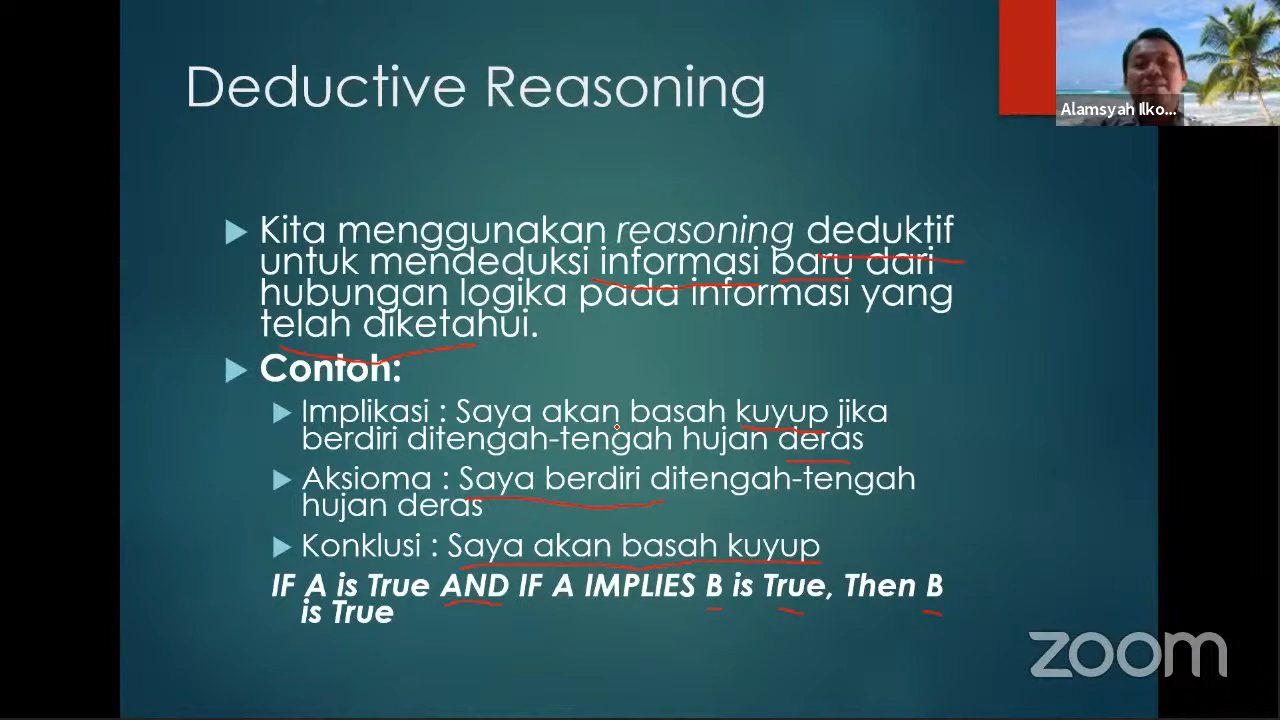 Deductive Reasoning
Alamsyah Ilko...
Kita menggunakan reasoning deduktif
untuk mendeduksi informasi baru dari
hubungan logika pada informasi yang
telah diketahui.
Contoh:
Implikasi : Saya akan basah kuyup jika
berdiri ditengah-tengah hujan deras
Aksioma : Saya berdiri ditengah-tengah
hujan deras
Konklusi : Saya akan basah kuyup
IF A is True AND IF A IMPLIES B is True, Then B
is True
zoom